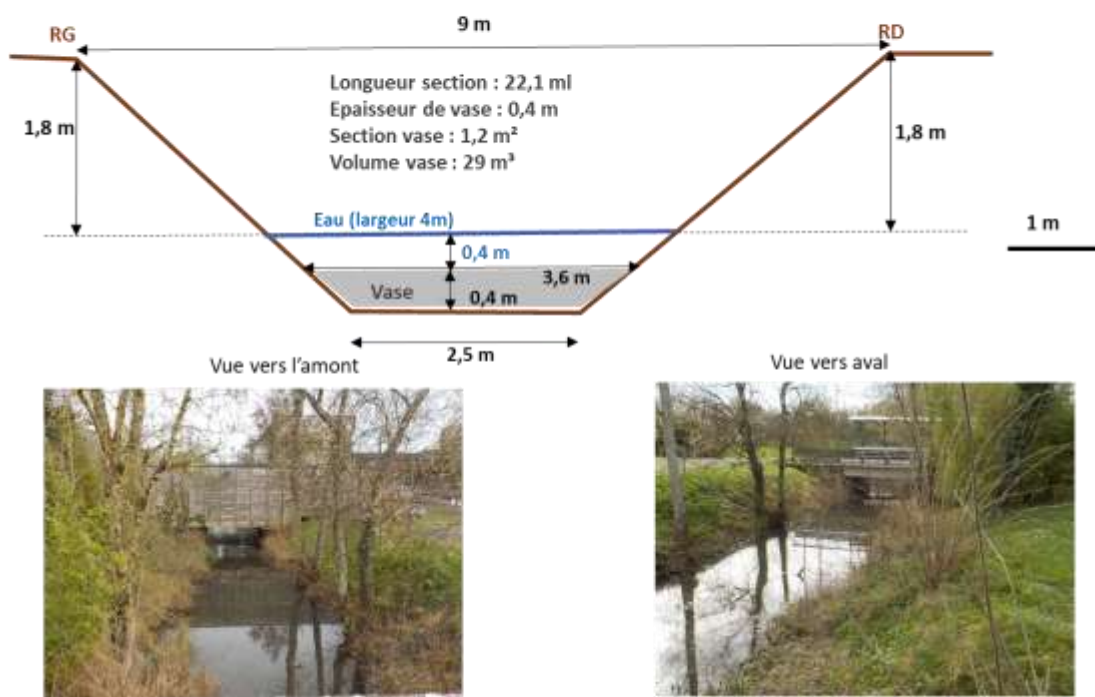 9 m
RG
RD
Longueur section : 22,1 ml
Epaisseur de vase : 0,4 m
Section vase : 1,2 m²
Volume vase : 29 m³
1,8 m
1,8 m
Eau (largeur 4m)
1 m
0,4 m
3,6 m
Vase
0,4 m
2,5 m
Vue vers l'amont
Vue vers aval